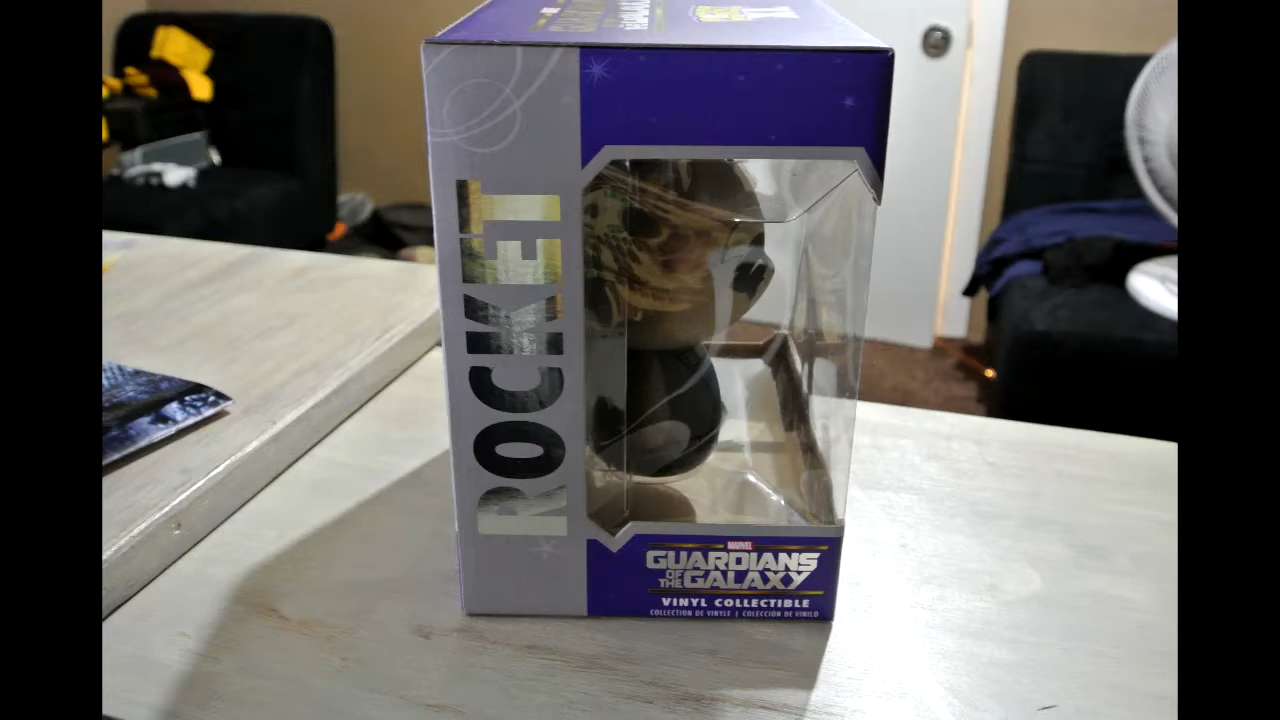 ROCKET
MARVEL
GUARDIANS
OF THE GALAXY
VINYL COLLECTIBLE
COLLECTION DE VINYLE | COLECCIÓN DE VINILO